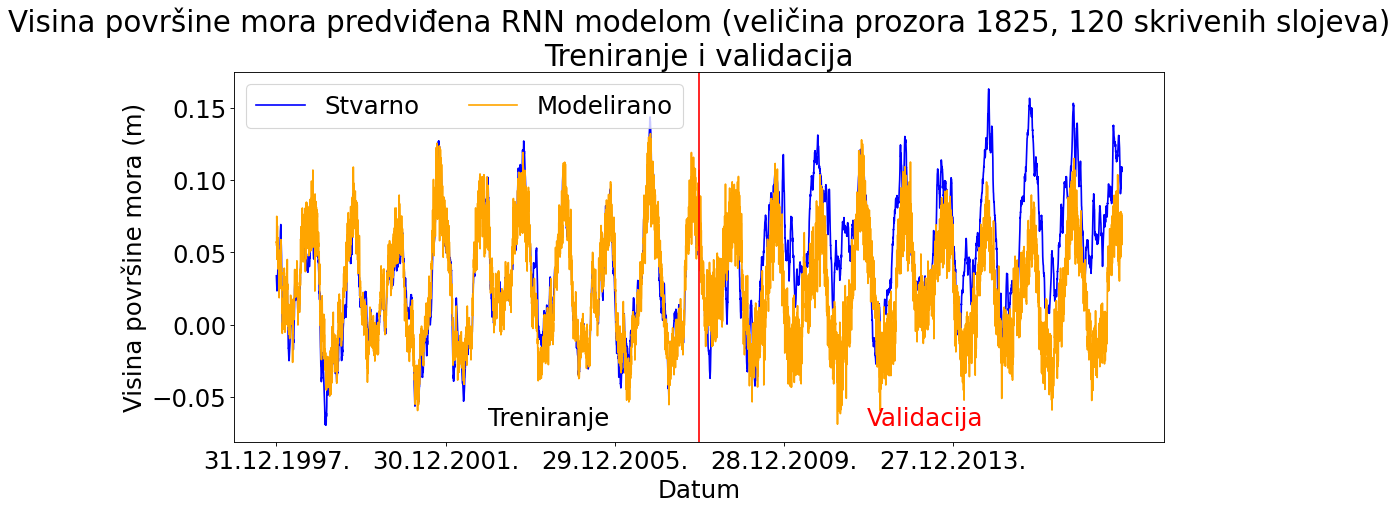 Visina površine mora predviđena RNN modelom (veličina prozora 1825, 120 skrivenih slojeva)
Treniranje i validacija
Stvarno Modelirano
Visina površine mora (m)
0.15
0.10
0.05
0.00
−0.05
Treniranje Validacija
31.12.1997. 30.12.2001. 29.12.2005. 28.12.2009. 27.12.2013.
Datum